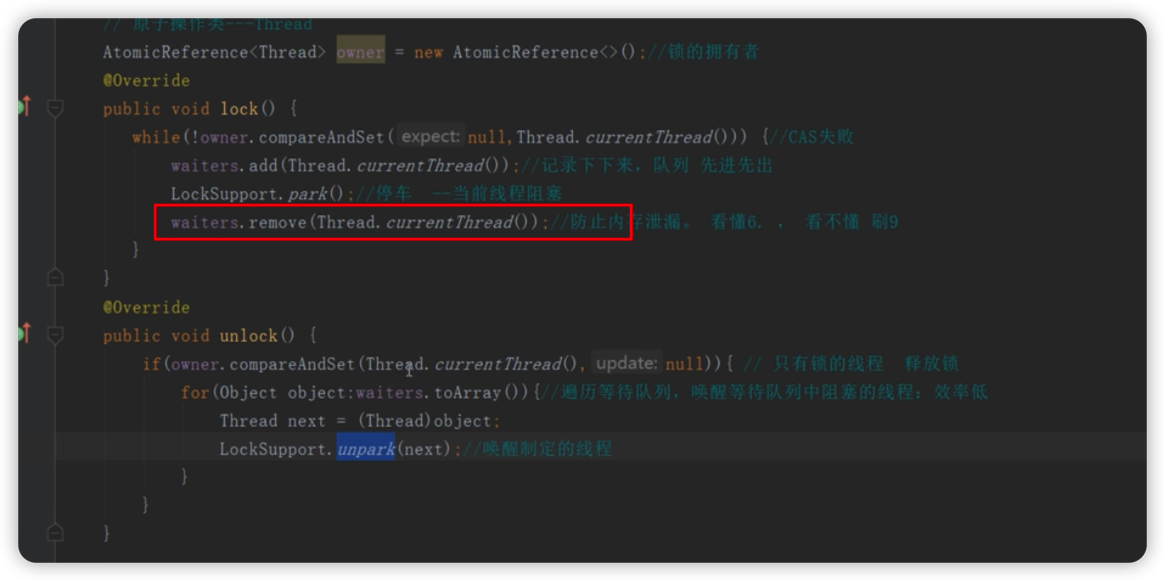 // 原子操作类---Thread
AtomicReference<Thread> owner = new AtomicReference<>();//锁的拥有者
@Override
public void lock() {
while(!owner.compareAndSet( expect: null,Thread.currentThread())) {//CAS失败
waiters.add(Thread.currentThread());//记录下下来，队列 先进先出
LockSupport.park();//停车 --当前线程阻塞
waiters.remove(Thread.currentThread());//防止内存泄漏。 看懂6. ， 看不懂 刷9
}
}
@Override
public void unlock() {
if(owner.compareAndSet(Thread.currentThread(), update: null)){ // 只有锁的线程 释放锁
for(Object object:waiters.toArray()){//遍历等待队列，唤醒等待队列中阻塞的线程：效率低
Thread next = (Thread)object;
LockSupport.unpark(next);//唤醒制定的线程
}
}
}